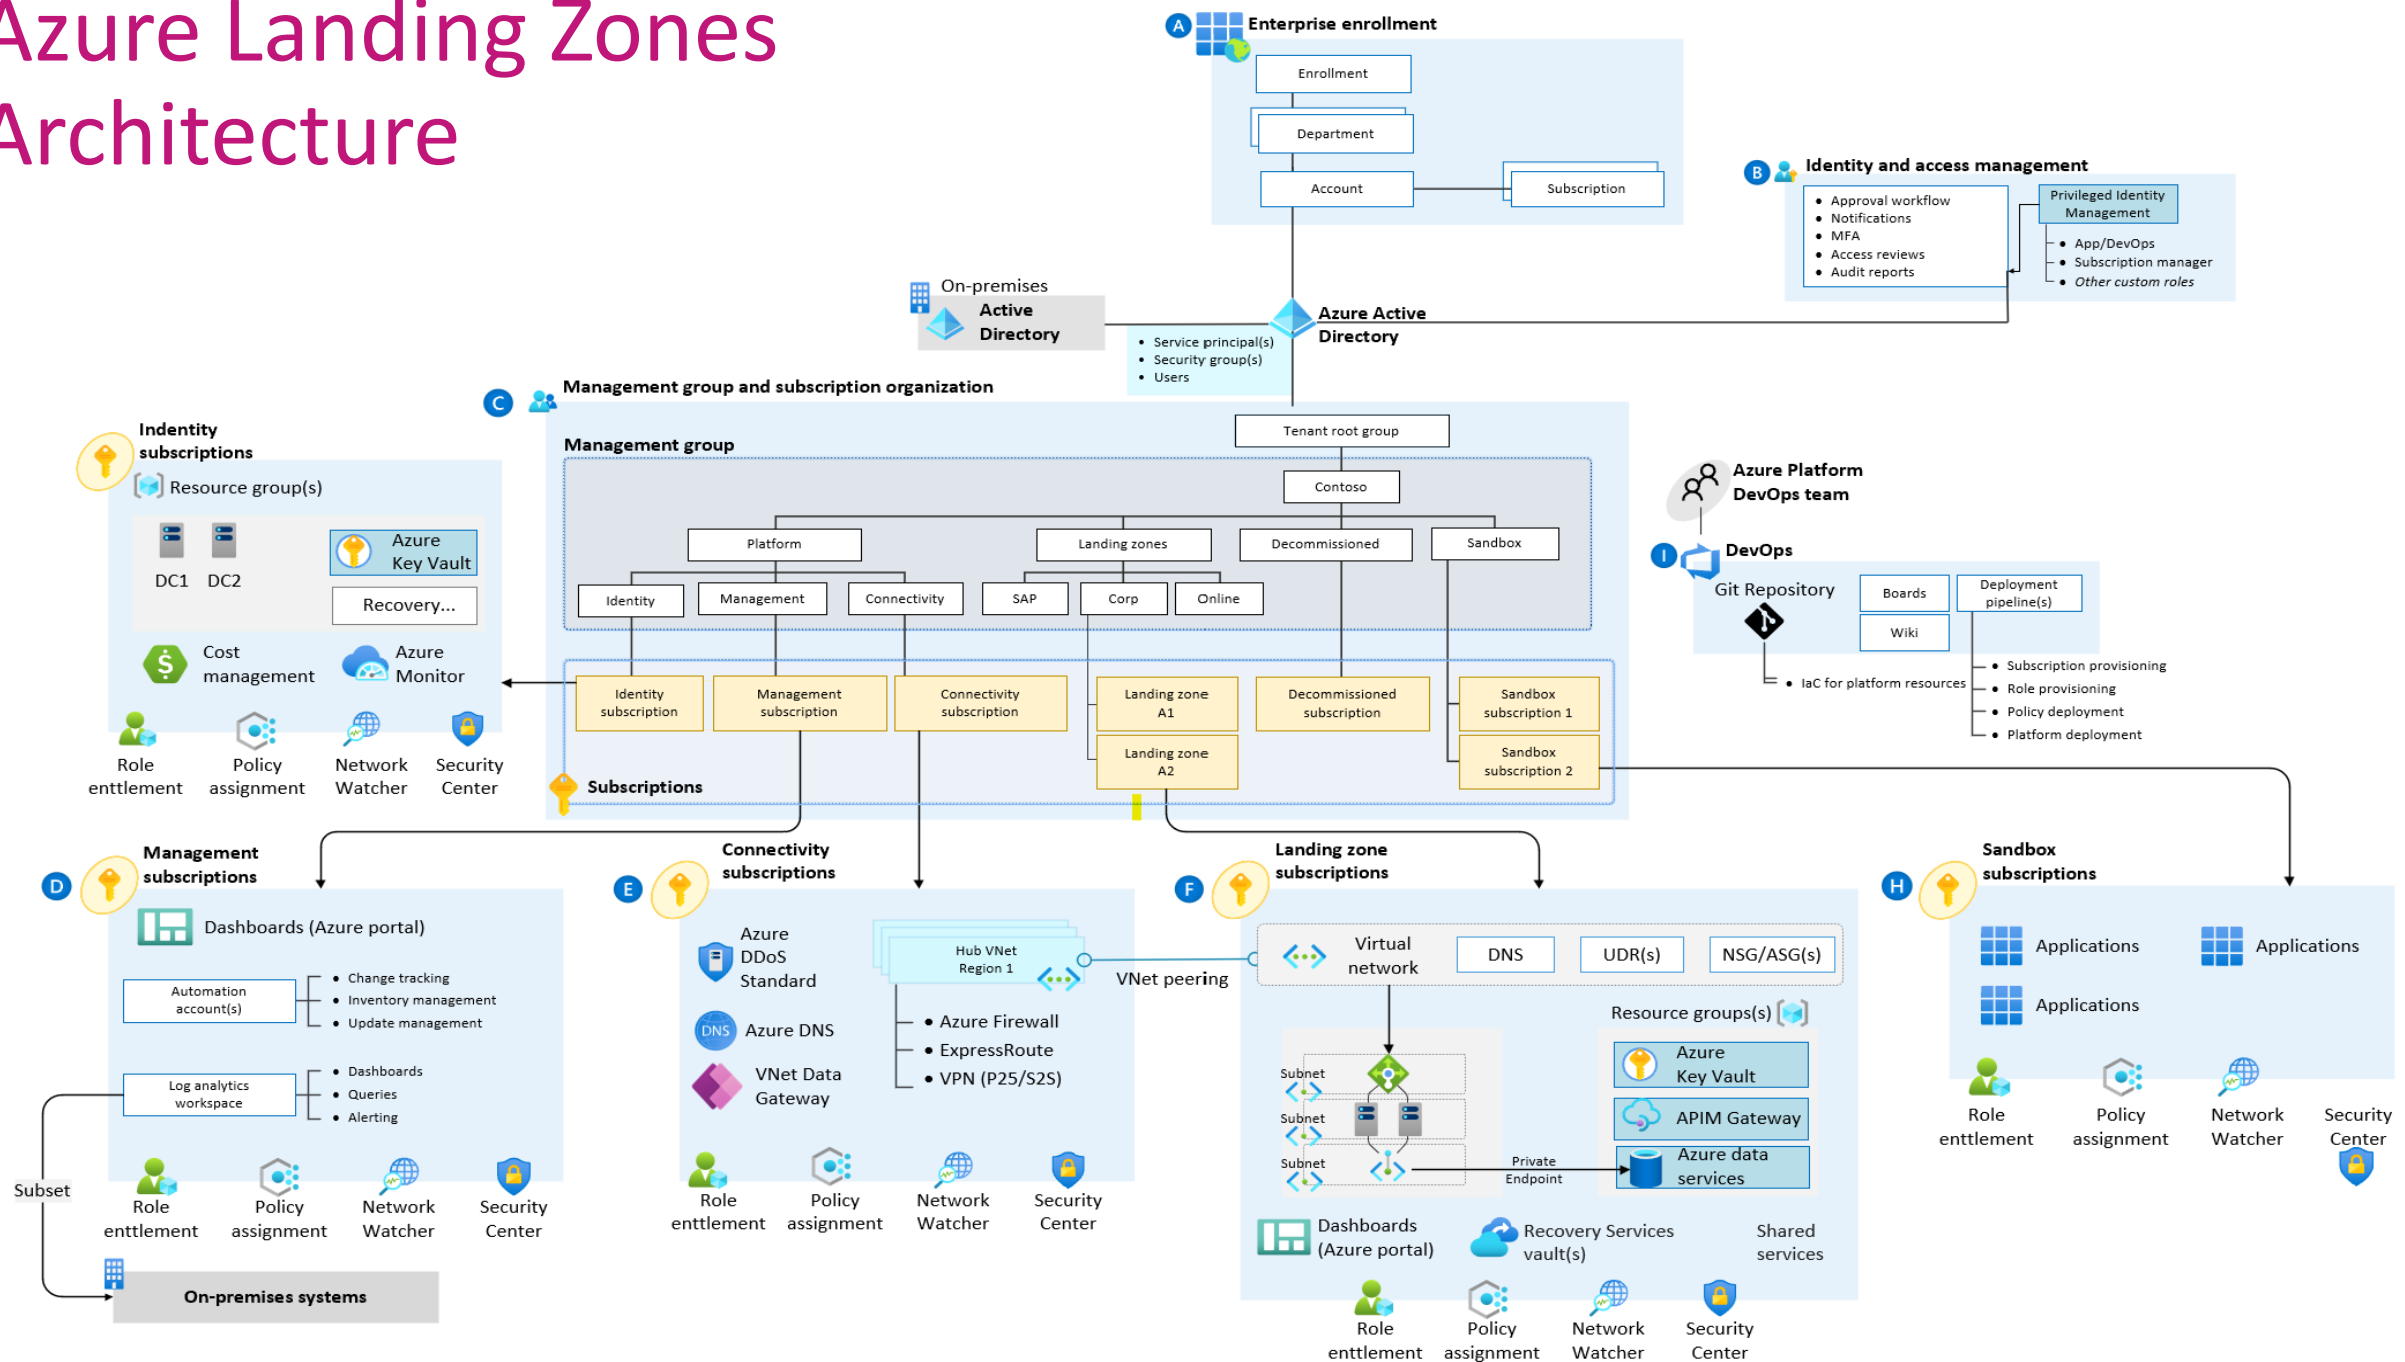 Azure Landing Zones
Architecture
A
Enterprise enrollment
Enrollment
Department
Account
Subscription
B
Identity and access management
• Approval workflow
• Notifications
• MFA
• Access reviews
• Audit reports
Privileged Identity
Management
• App/DevOps
• Subscription manager
• Other custom roles
On-premises
Active
Directory
Azure Active
Directory
• Service principal(s)
• Security group(s)
• Users
C
Management group and subscription organization
Management group
Tenant root group
Contoso
Platform
Landing zones
Decommissioned
Sandbox
Identity
Management
Connectivity
SAP
Corp
Online
Identity
subscription
Management
subscription
Connectivity
subscription
Landing zone
A1
Landing zone
A2
Decommissioned
subscription
Sandbox
subscription 1
Sandbox
subscription 2
Subscriptions
Indentity
subscriptions
Resource group(s)
DC1
DC2
Azure
Key Vault
Recovery...
Cost
management
Azure
Monitor
Role
enttlement
Policy
assignment
Network
Watcher
Security
Center
Azure Platform
DevOps team
I
DevOps
Git Repository
Boards
Wiki
Deployment
pipeline(s)
• IaC for platform resources
• Subscription provisioning
• Role provisioning
• Policy deployment
• Platform deployment
D
Management
subscriptions
Dashboards (Azure portal)
Automation
account(s)
• Change tracking
• Inventory management
• Update management
Log analytics
workspace
• Dashboards
• Queries
• Alerting
Subset
Role
enttlement
Policy
assignment
Network
Watcher
Security
Center
On-premises systems
E
Connectivity
subscriptions
Azure
DDoS
Standard
DNS
Azure DNS
VNet Data
Gateway
Hub VNet
Region 1
• Azure Firewall
• ExpressRoute
• VPN (P25/S2S)
VNet peering
Role
enttlement
Policy
assignment
Network
Watcher
Security
Center
F
Landing zone
subscriptions
Virtual
network
DNS
UDR(s)
NSG/ASG(s)
Resource groups(s)
Subnet
Subnet
Subnet
Private
Endpoint
Azure
Key Vault
APIM Gateway
Azure data
services
Dashboards
(Azure portal)
Recovery Services
vault(s)
Shared
services
Role
enttlement
Policy
assignment
Network
Watcher
Security
Center
H
Sandbox
subscriptions
Applications
Applications
Applications
Role
enttlement
Policy
assignment
Network
Watcher
Security
Center